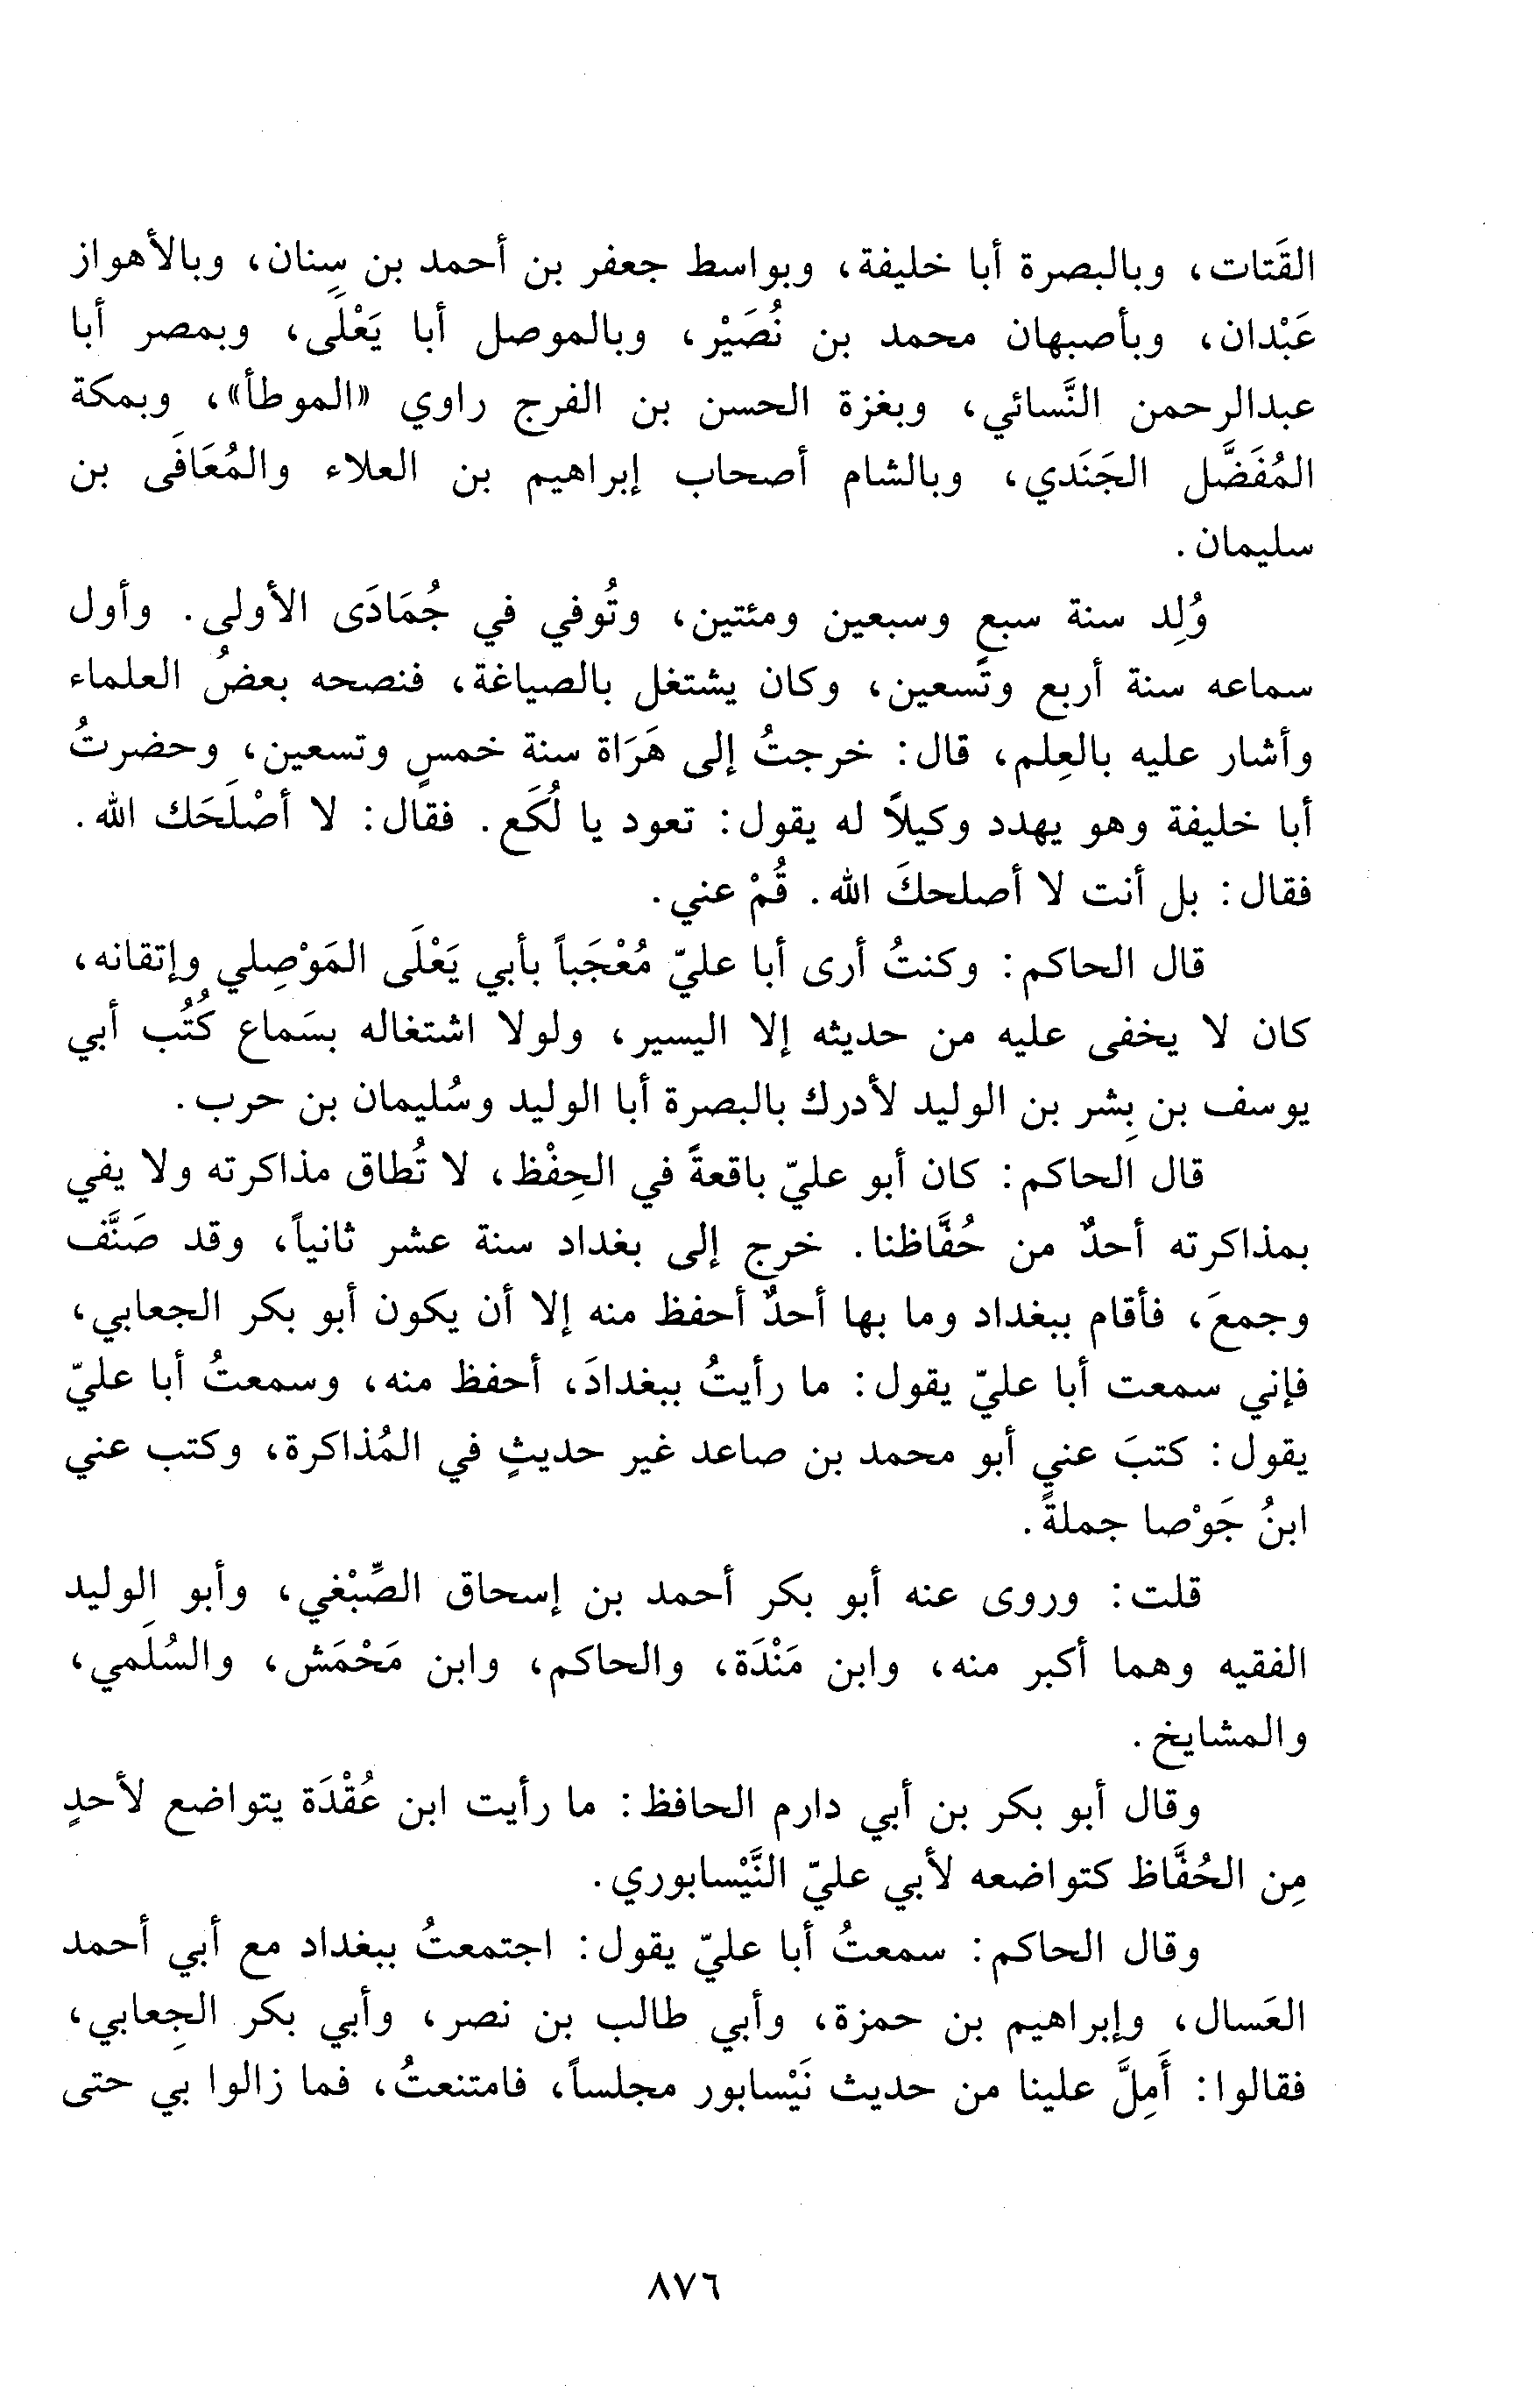 القَتات، وبالبصرة أبا خليفة، وبواسط جعفر بن أحمد بن سِنان، وبالأهواز
عَبْدان، وبأصبهان محمد بن نُصَيْر، وبالموصل أبا يَعْلَى، وبمصر أبا
عبدالرحمن النَّسائي، وبغزة الحسن بن الفرج راوي «الموطأ»، وبمكة
المُفَضَّل الجَنَدي، وبالشام أصحاب إبراهيم بن العلاء والمُعَافَى بن
سليمان.
وُلِد سنة سبعٍ وسبعين ومئتين، وتُوفي في جُمَادَى الأولى. وأول
سماعه سنة أربع وتسعين، وكان يشتغل بالصياغة، فنصحه بعضُ العلماء
وأشار عليه بالعِلم، قال: خرجتُ إلى هَرَاة سنة خمسٍ وتسعين، وحضرتُ
أبا خليفة وهو يهدد وكيلاً له يقول: تعود يا لُكَع. فقال: لا أصْلَحَك الله.
فقال: بل أنت لا أصلحكَ الله. قُمْ عني.
قال الحاكم: وكنتُ أرى أبا عليّ مُعْجَباً بأبي يَعْلَى المَوْصِلي وإتقانه،
كان لا يخفى عليه من حديثه إلا اليسير، ولولا اشتغاله بسَماع كُتُب أبي
يوسف بن بِشر بن الوليد لأدرك بالبصرة أبا الوليد وسُليمان بن حرب.
قال الحاكم: كان أبو عليّ باقعةً في الحِفْظ، لا تُطاق مذاكرته ولا يفي
بمذاكرته أحدٌ من حُفَّاظنا. خرج إلى بغداد سنة عشر ثانياً، وقد صَنَّف
وجمعَ، فأقام ببغداد وما بها أحدٌ أحفظ منه إلا أن يكون أبو بكر الجعابي،
فإني سمعت أبا عليّ يقول: ما رأيتُ ببغدادَ، أحفظ منه، وسمعتُ أبا عليّ
يقول: كتبَ عني أبو محمد بن صاعد غير حديثٍ في المُذاكرة، وكتب عني
ابنُ جَوْصا جملةً.
قلت: وروى عنه أبو بكر أحمد بن إسحاق الصِّبْغي، وأبو الوليد
الفقيه وهما أكبر منه، وابن مَنْدَة، والحاكم، وابن مَحْمَش، والسُلَمي،
والمشايخ.
وقال أبو بكر بن أبي دارم الحافظ: ما رأيت ابن عُقْدَة يتواضع لأحدٍ
مِن الحُفَّاظ كتواضعه لأبي عليّ النَّيْسابوري.
وقال الحاكم: سمعتُ أبا عليّ يقول: اجتمعتُ ببغداد مع أبي أحمد
العَسال، وإبراهيم بن حمزة، وأبي طالب بن نصر، وأبي بكر الجِعابي،
فقالوا: أَمِلَّ علينا من حديث نَيْسابور مجلساً، فامتنعتُ، فما زالوا بي حتى
٨٧٦